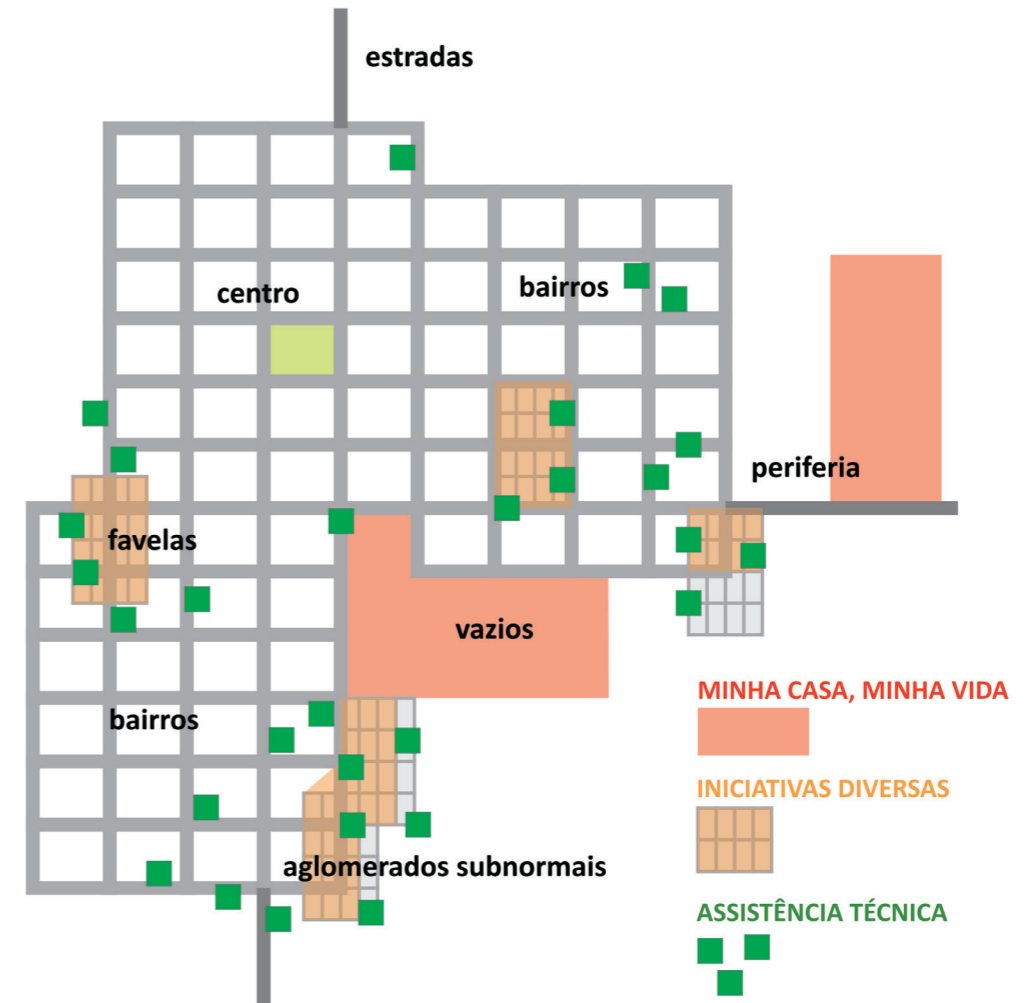 estradas
centro
bairros
periferia
favelas
vazios
bairros
aglomerados subnormais
MINHA CASA, MINHA VIDA
INICIATIVAS DIVERSAS
ASSISTÊNCIA TÉCNICA